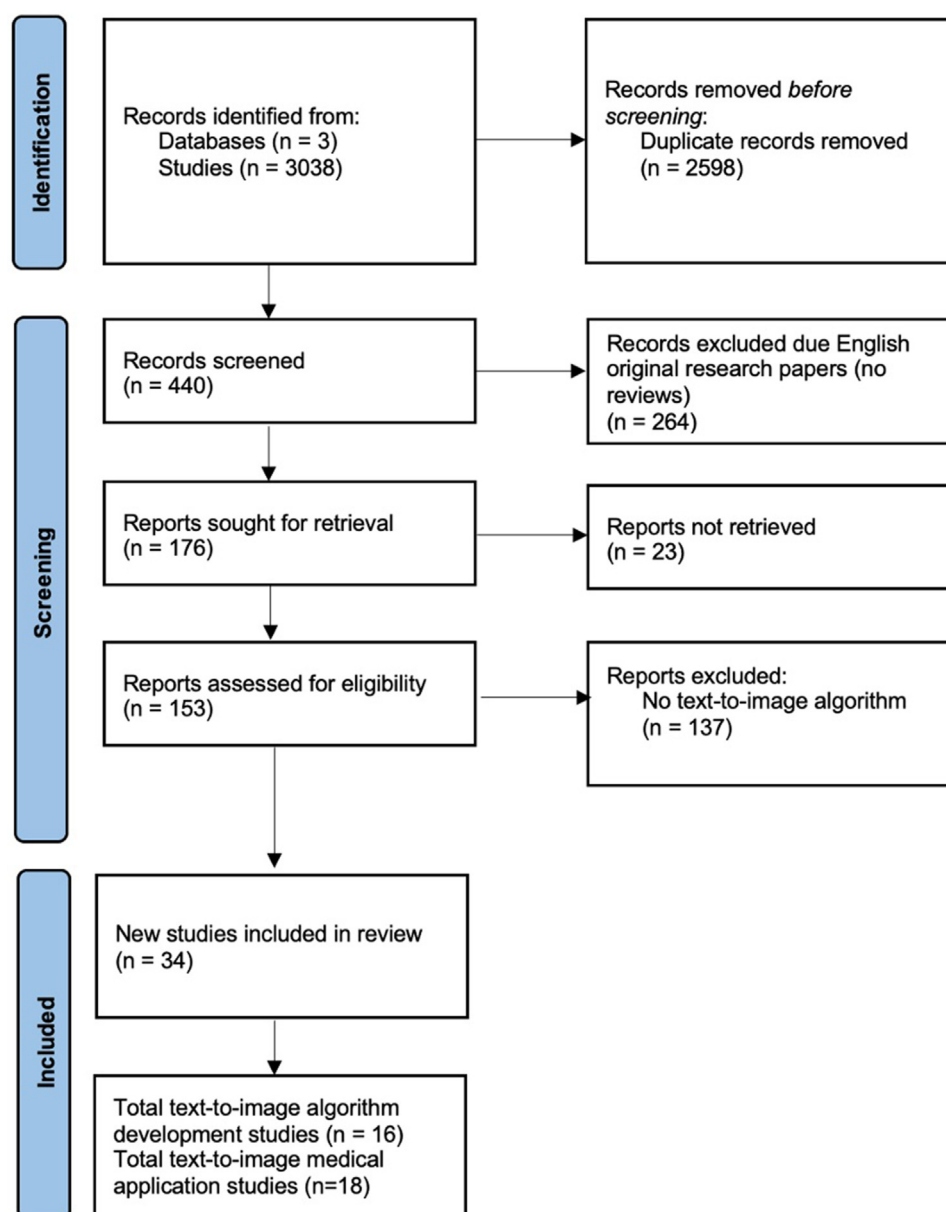 Identification
Records identified from:
Databases (n = 3)
Studies (n = 3038)
Records removed before
screening:
Duplicate records removed
(n = 2598)
Screening
Records screened
(n = 440)
Records excluded due English
original research papers (no
reviews)
(n = 264)
Reports sought for retrieval
(n = 176)
Reports not retrieved
(n = 23)
Reports assessed for eligibility
(n = 153)
Reports excluded:
No text-to-image algorithm
(n = 137)
Included
New studies included in review
(n = 34)
Total text-to-image algorithm
development studies (n = 16)
Total text-to-image medical
application studies (n=18)